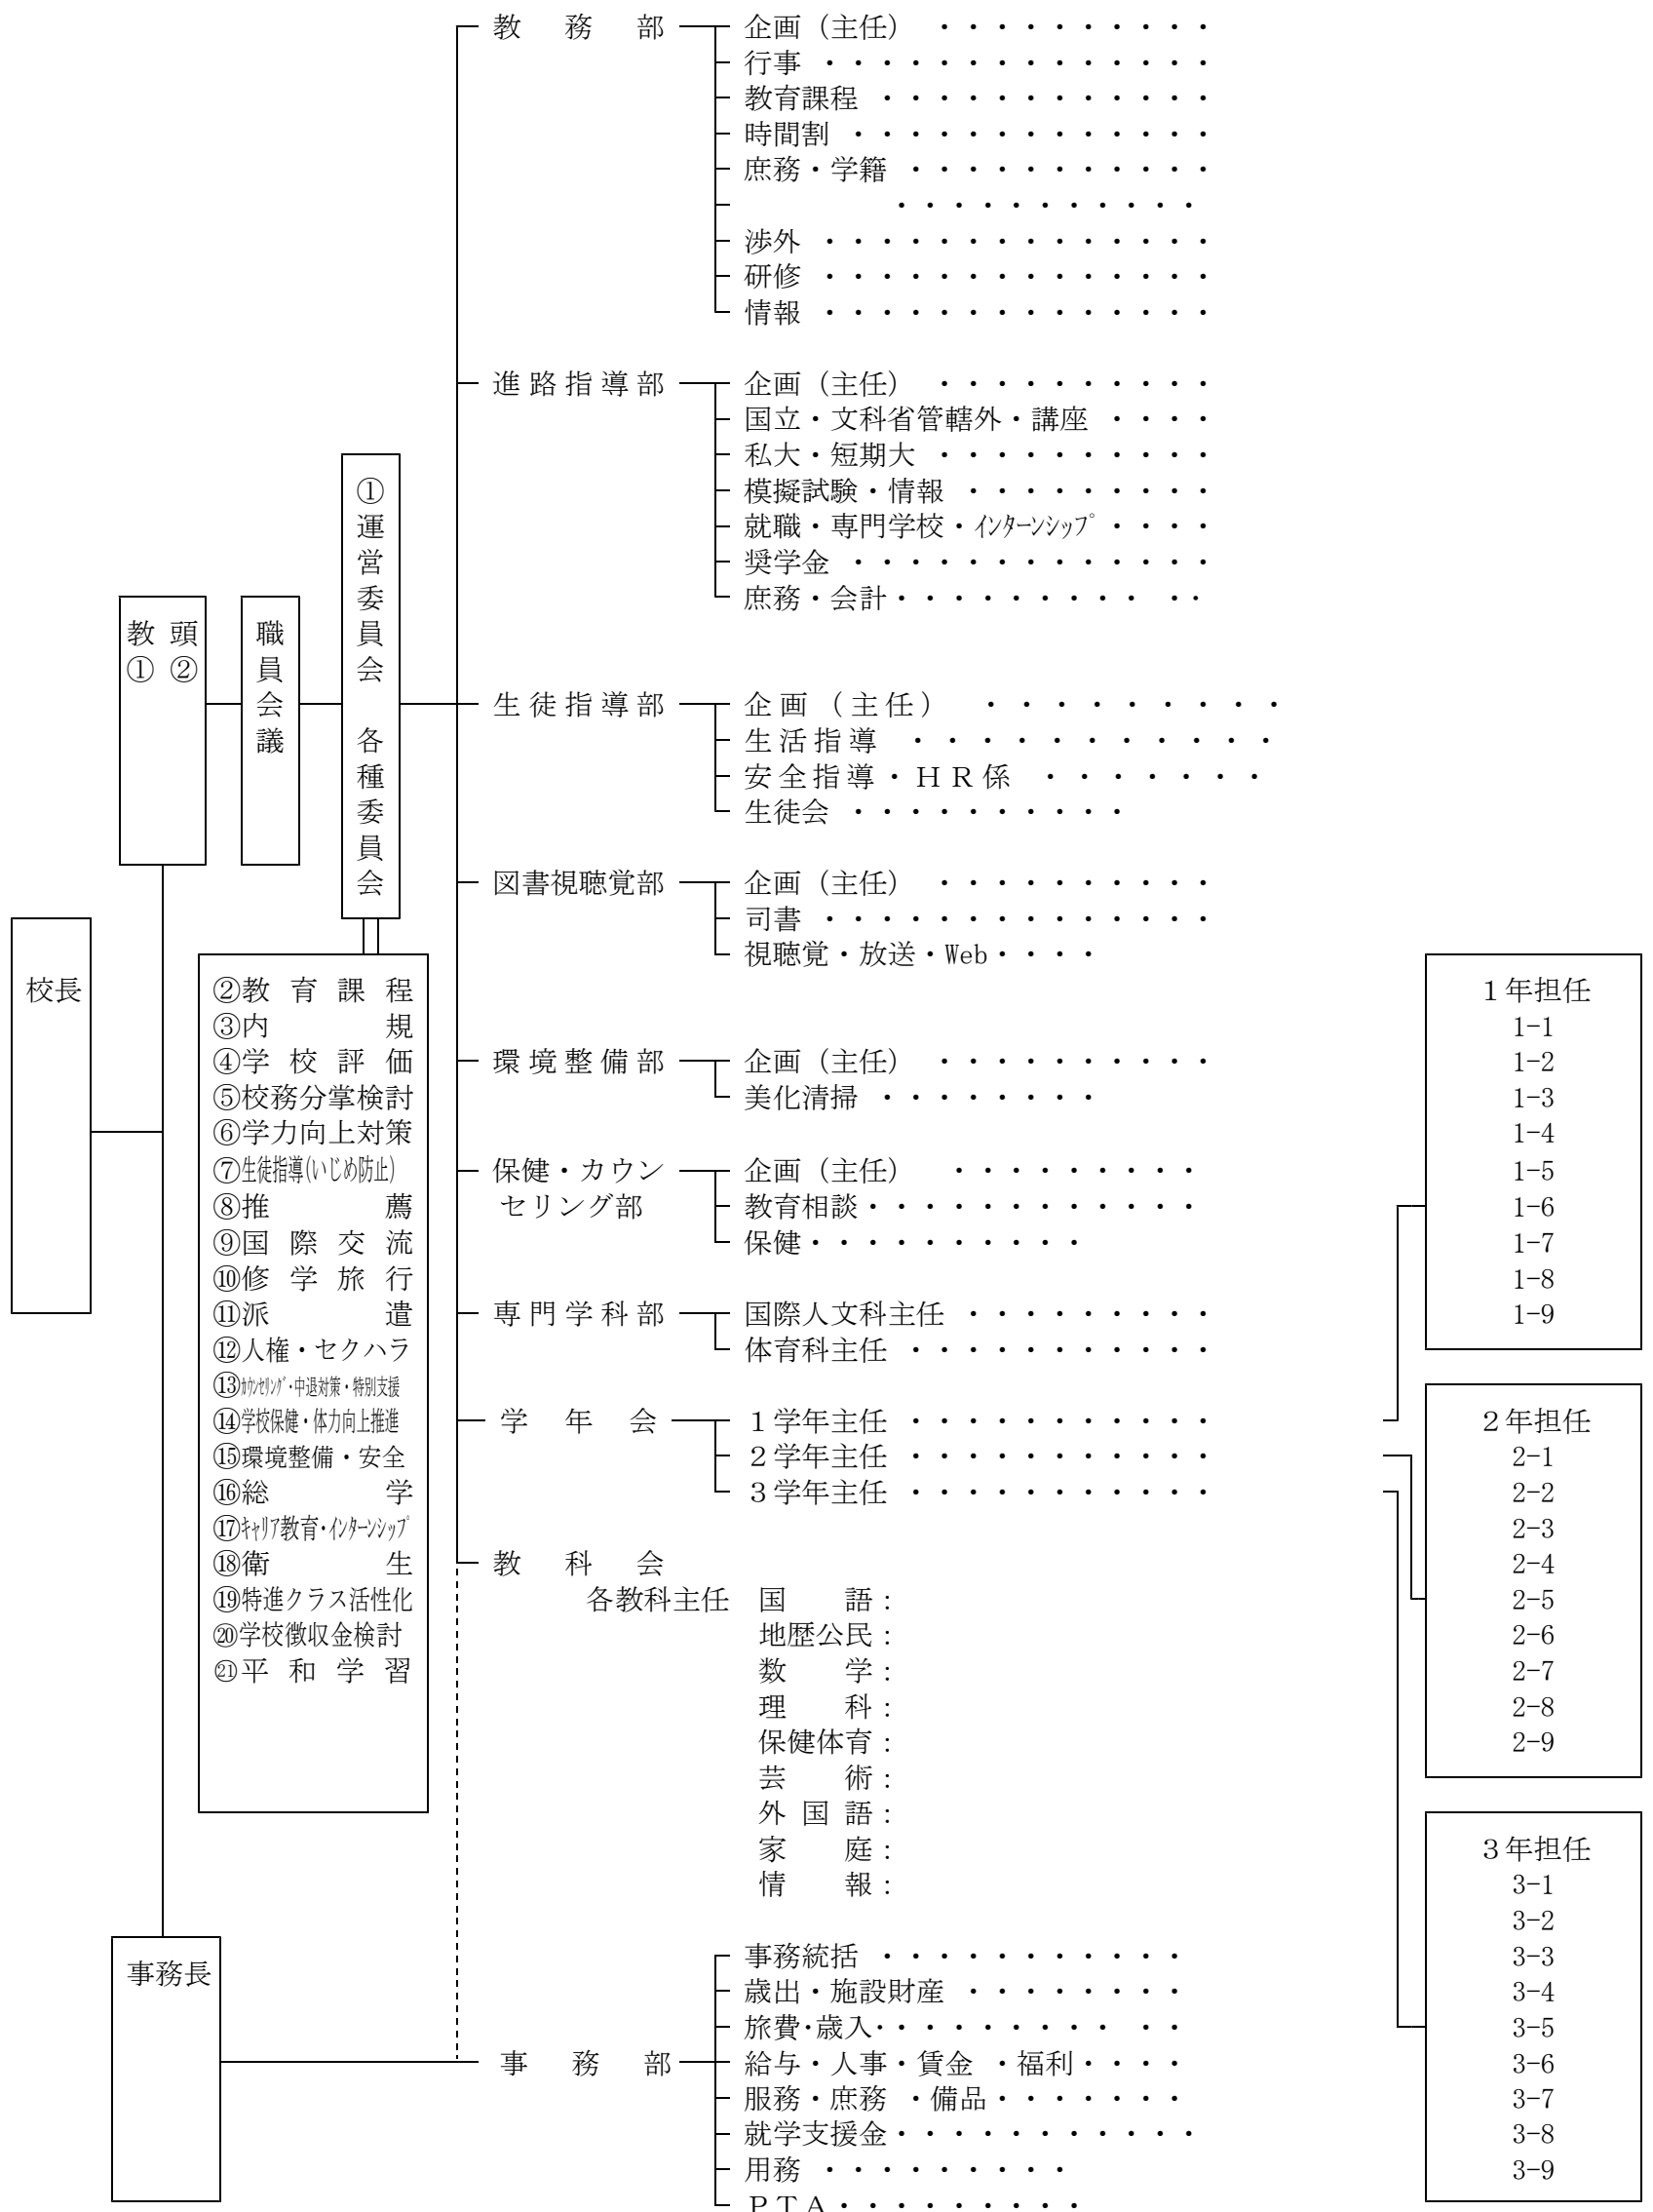 校長
教頭
①②
職員会議
①運営委員会 各種委員会
②教育課程
③内規
④学校評価
⑤校務分掌検討
⑥学力向上対策
⑦生徒指導(いじめ防止)
⑧推薦
⑨国際交流
⑩修学旅行
⑪派遣
⑫人権・セクハラ
⑬ｶｳﾝｾﾘﾝｸﾞ・中退対策・特別支援
⑭学校保健・体力向上推進
⑮環境整備・安全
⑯総学
⑰ｷｬﾘｱ教育・ｲﾝﾀｰﾝｼｯﾌﾟ
⑱衛生
⑲特進クラス活性化
⑳学校徴収金検討
㉑平和学習
事務長
教務部
企画（主任） ・・・・・・・・・・
行事 ・・・・・・・・・・・・・・
教育課程 ・・・・・・・・・・・・
時間割 ・・・・・・・・・・・・・
庶務・学籍 ・・・・・・・・・・・
・・・・・・・・・・・
渉外 ・・・・・・・・・・・・・・
研修 ・・・・・・・・・・・・・・
情報 ・・・・・・・・・・・・・・
進路指導部
企画（主任） ・・・・・・・・・・
国立・文科省管轄外・講座 ・・・・
私大・短期大 ・・・・・・・・・・
模擬試験・情報 ・・・・・・・・・
就職・専門学校・ｲﾝﾀｰﾝｼｯﾌﾟ・・・・
奨学金 ・・・・・・・・・・・・・
庶務・会計・・・・・・・・・ ・・
生徒指導部
企画（主任） ・・・・・・・・・
生活指導 ・・・・・・・・・・・
安全指導・ＨＲ係 ・・・・・・・
生徒会 ・・・・・・・・・・
図書視聴覚部
企画（主任） ・・・・・・・・・・
司書 ・・・・・・・・・・・・・・
視聴覚・放送・Web・・・・
環境整備部
企画（主任） ・・・・・・・・・・
美化清掃 ・・・・・・・・
保健・カウン
セリング部
企画（主任） ・・・・・・・・・
教育相談・・・・・・・・・・・・
保健・・・・・・・・・・
専門学科部
国際人文科主任 ・・・・・・・・・
体育科主任 ・・・・・・・・・・・
学年会
１学年主任 ・・・・・・・・・・・
２学年主任 ・・・・・・・・・・・
３学年主任 ・・・・・・・・・・・
教科会
各教科主任 国語：
地歴公民：
数学：
理科：
保健体育：
芸術：
外国語：
家庭：
情報：
事務部
事務統括 ・・・・・・・・・・・
歳出・施設財産 ・・・・・・・・
旅費・歳入・・・・・・・・・ ・・
給与・人事・賃金 ・福利・・・・
服務・庶務 ・備品・・・・・・・
就学支援金・・・・・・・・・・・
用務 ・・・・・・・・・
ＰＴＡ・・・・・・・・・
１年担任
1-1
1-2
1-3
1-4
1-5
1-6
1-7
1-8
1-9
２年担任
2-1
2-2
2-3
2-4
2-5
2-6
2-7
2-8
2-9
３年担任
3-1
3-2
3-3
3-4
3-5
3-6
3-7
3-8
3-9